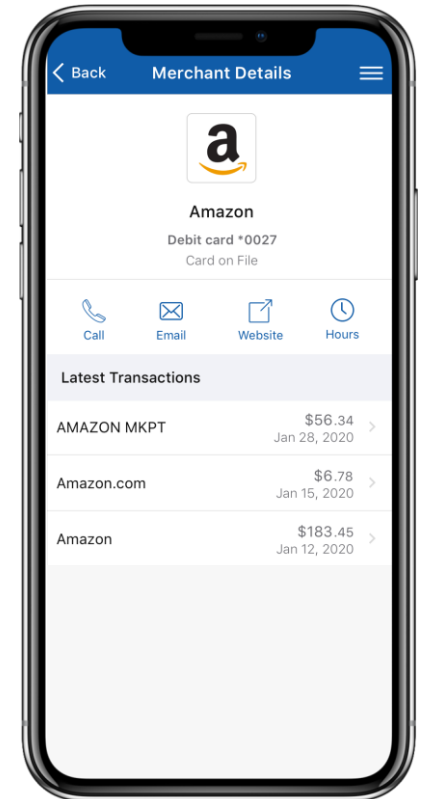 Back Merchant Details
a
Amazon
Debit card *0027
Card on File
Call Email Website Hours
Latest Transactions
AMAZON MKPT $56.34
Jan 28, 2020
Amazon.com $6.78
Jan 15, 2020
Amazon $183.45
Jan 12, 2020